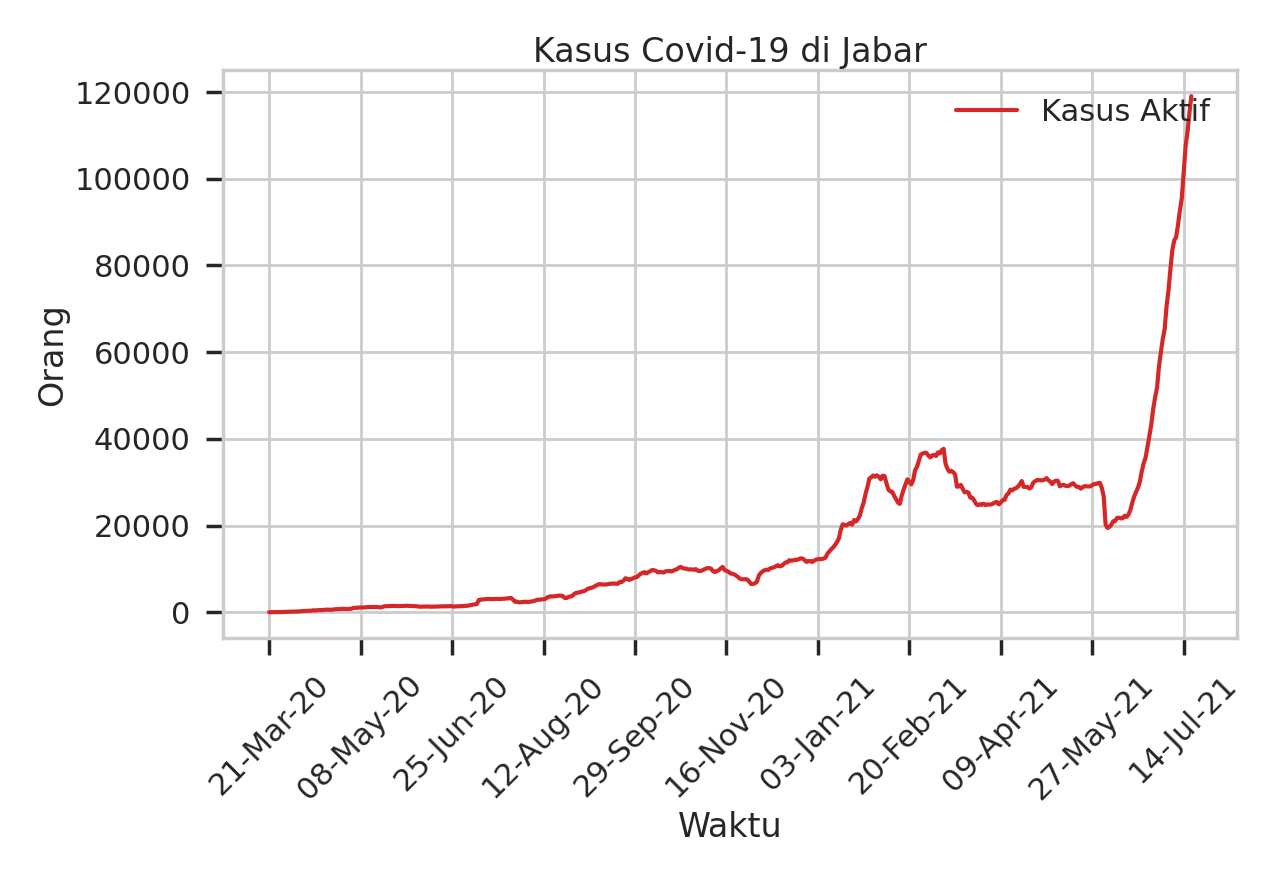 Kasus Covid-19 di Jabar
Kasus Aktif
120000
100000
80000
60000
40000
20000
0
Orang
21-Mar-20
08-May-20
25-Jun-20
12-Aug-20
29-Sep-20
16-Nov-20
03-Jan-21
20-Feb-21
09-Apr-21
27-May-21
14-Jul-21
Waktu